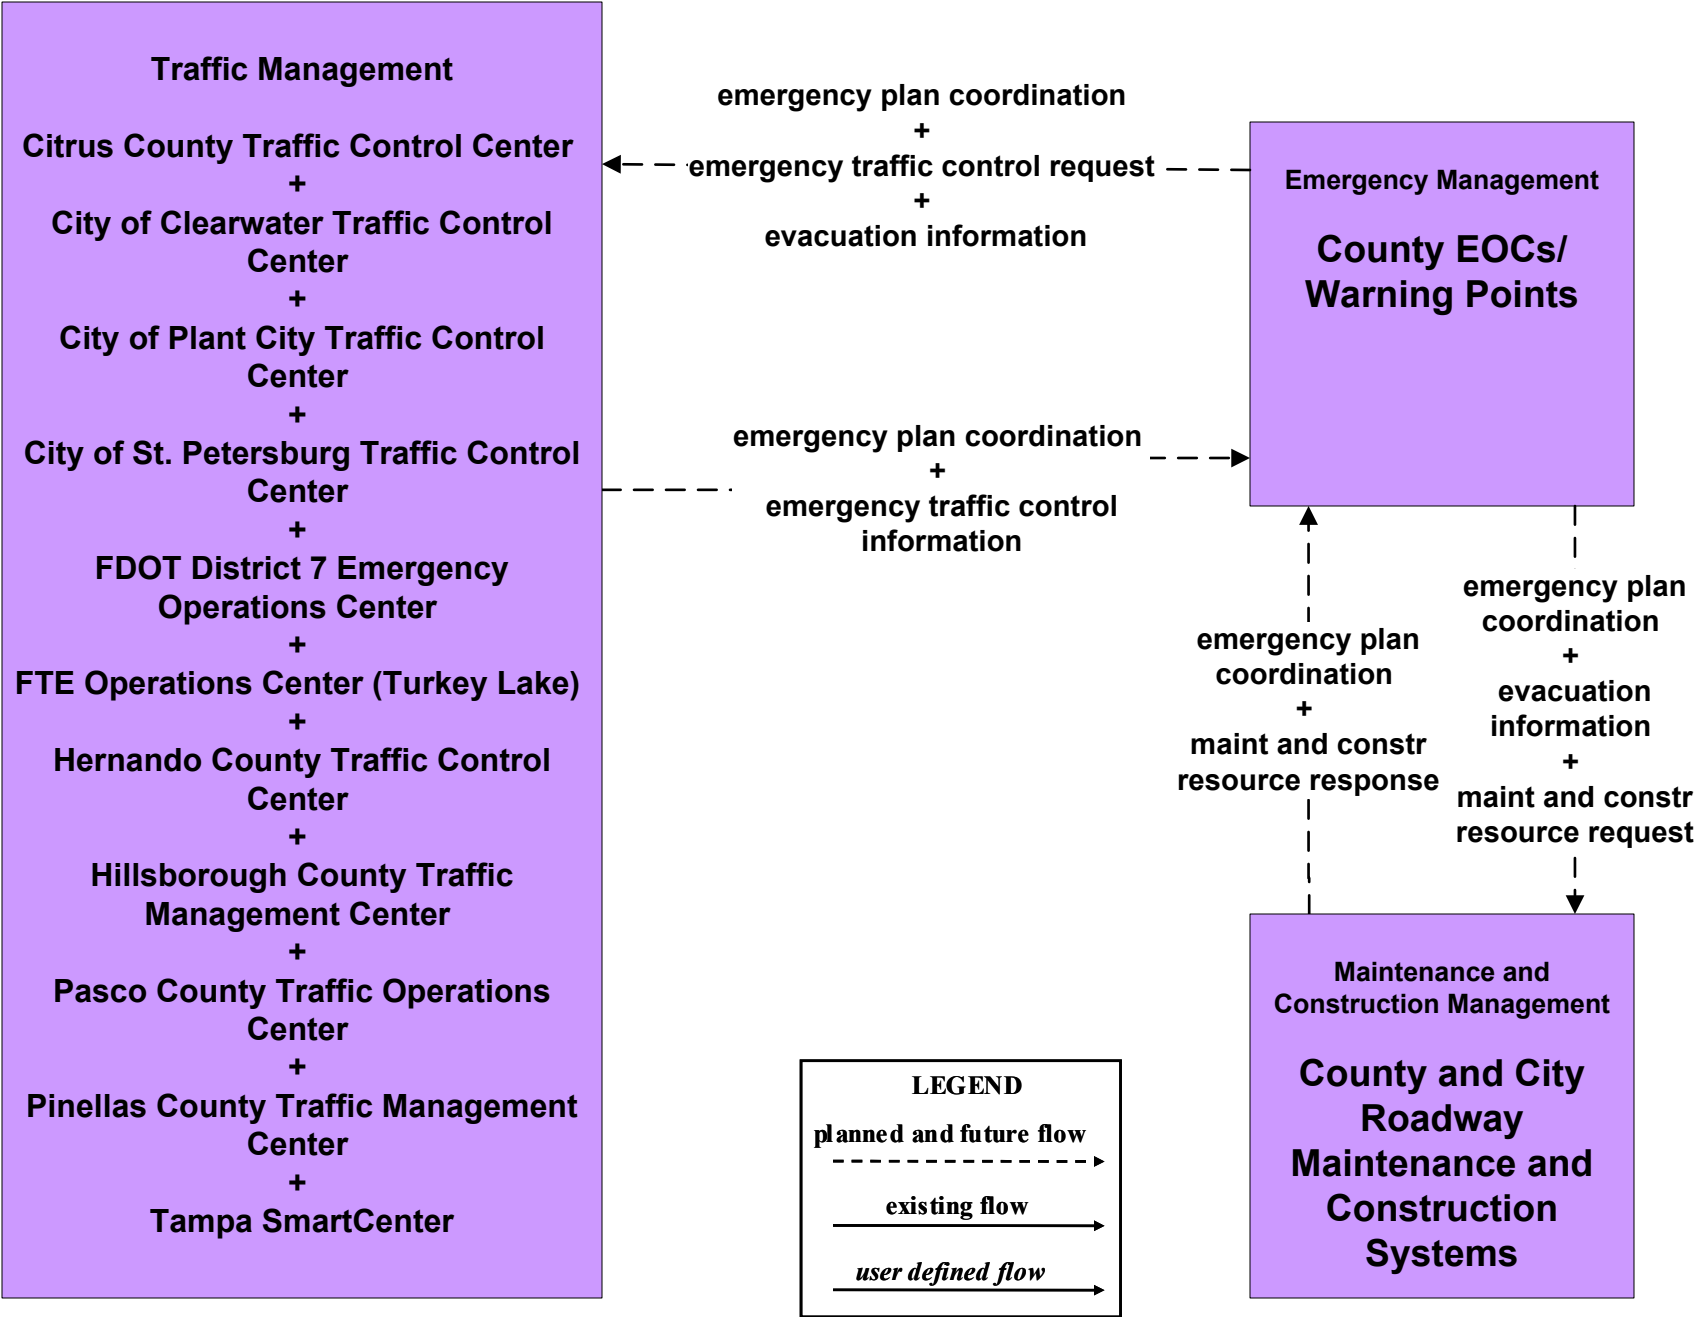 Traffic Management
Citrus County Traffic Control Center
+
City of Clearwater Traffic Control
Center
+
City of Plant City Traffic Control
Center
+
City of St. Petersburg Traffic Control
Center
+
FDOT District 7 Emergency
Operations Center
+
FTE Operations Center (Turkey Lake)
+
Hernando County Traffic Control
Center
+
Hillsborough County Traffic
Management Center
+
Pasco County Traffic Operations
Center
+
Pinellas County Traffic Management
Center
+
Tampa SmartCenter
emergency plan coordination
+
emergency traffic control request
+
evacuation information
emergency plan coordination
+
emergency traffic control
information
Emergency Management
County EOCs/
Warning Points
emergency plan
coordination
+
maint and constr
resource response
emergency plan
coordination
+
evacuation
information
+
maint and constr
resource request
Maintenance and
Construction Management
County and City
Roadway
Maintenance and
Construction
Systems
LEGEND
planned and future flow
existing flow
user defined flow